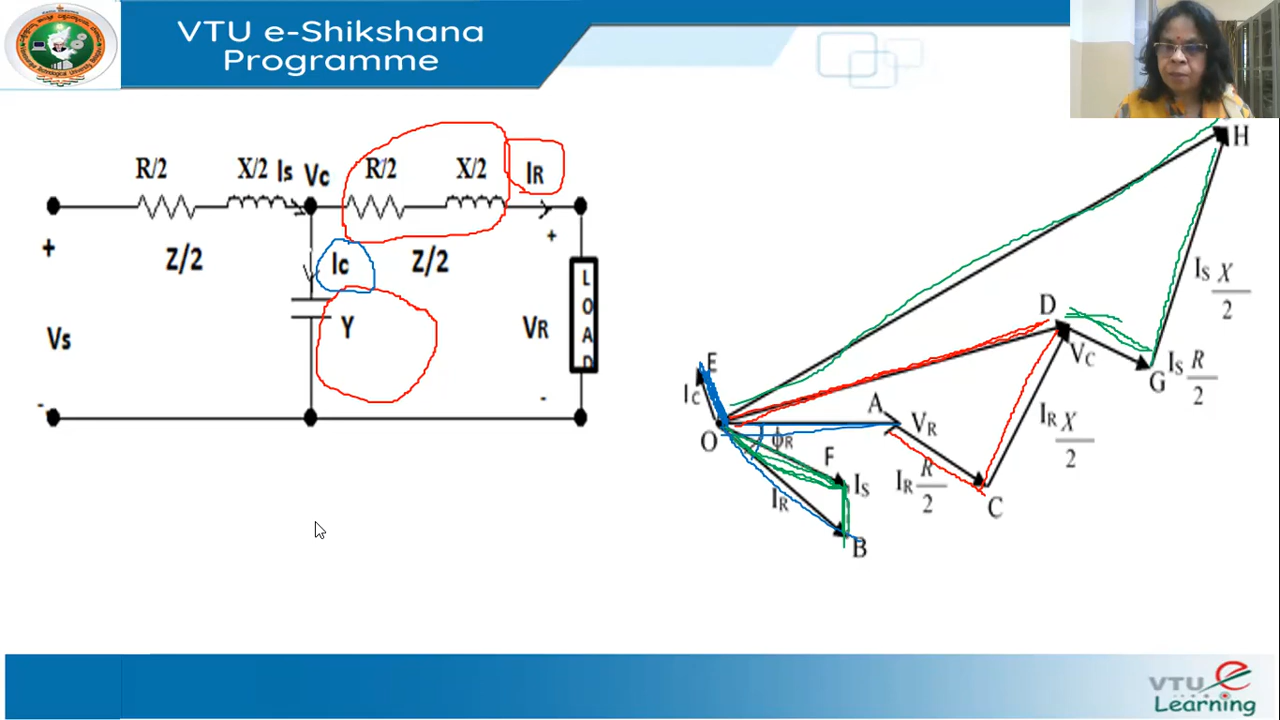 VTU e-Shikshana
Programme
R/2
X/2
Is
Vc
R/2
X/2
IR
+
Z/2
Ic
Z/2
+
Vs
Y
VR
LOAD
-
-
H
Is X/2
D
Vc
G
Is R/2
E
Ic
A
VR
O
ϕR
F
Is
IR X/2
IR R/2
C
IR
B
VTU e
Learning